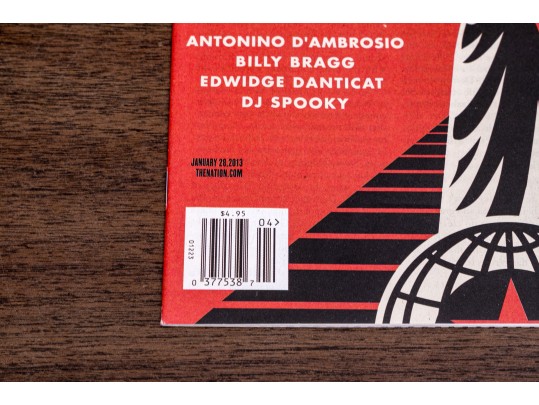 ANTONINO D'AMBROSIO
BILLY BRAGG
EDWIDGE DANTICAT
DJ SPOOKY
JANUARY 28, 2013
THENATION.COM
$4.95
04>
01223
0 377538 7